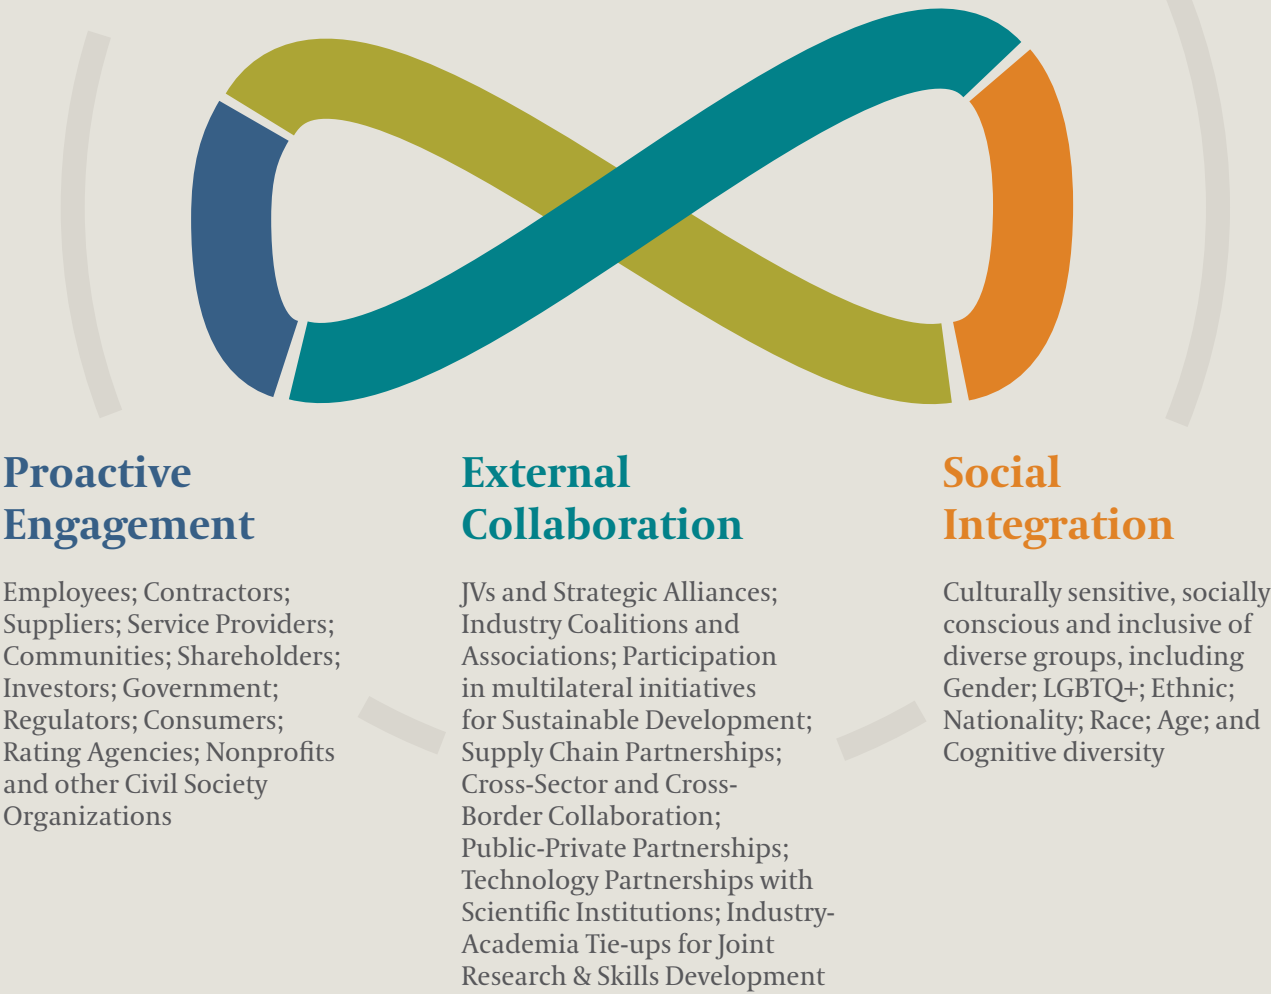 Proactive
Engagement
Employees; Contractors;
Suppliers; Service Providers;
Communities; Shareholders;
Investors; Government;
Regulators; Consumers;
Rating Agencies; Nonprofits
and other Civil Society
Organizations
External
Collaboration
JVs and Strategic Alliances;
Industry Coalitions and
Associations; Participation
in multilateral initiatives
for Sustainable Development;
Supply Chain Partnerships;
Cross-Sector and Cross-
Border Collaboration;
Public-Private Partnerships;
Technology Partnerships with
Scientific Institutions; Industry-
Academia Tie-ups for Joint
Research & Skills Development
Social
Integration
Culturally sensitive, socially
conscious and inclusive of
diverse groups, including
Gender; LGBTQ+; Ethnic;
Nationality; Race; Age; and
Cognitive diversity